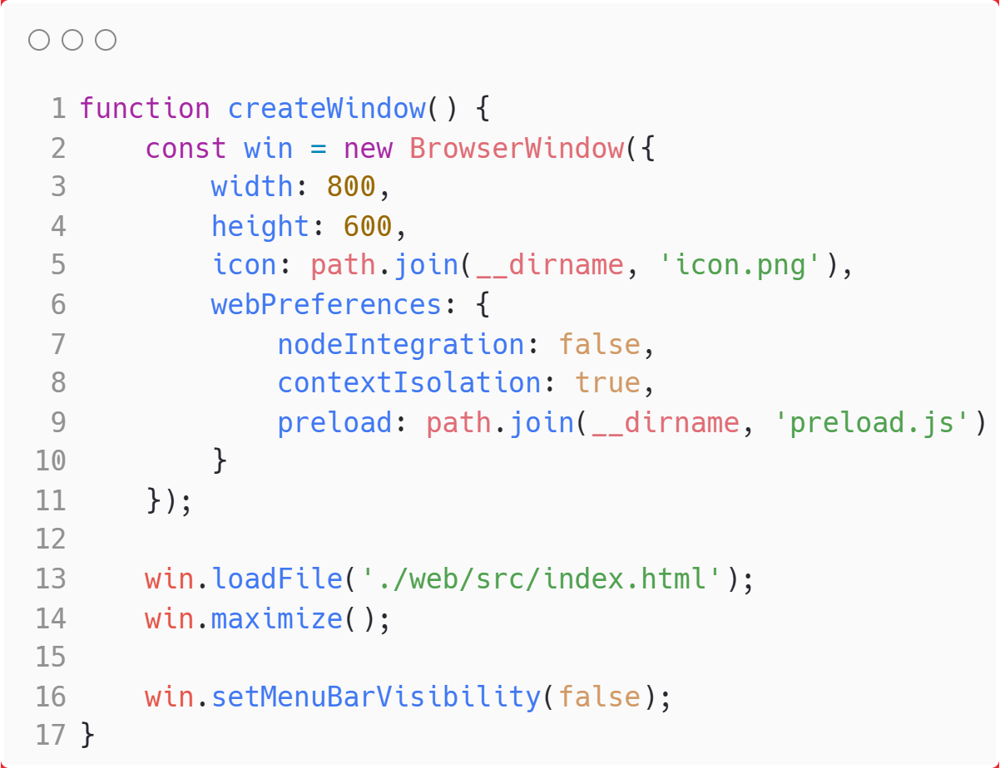 1 function createWindow() {
2     const win = new BrowserWindow({
3         width: 800,
4         height: 600,
5         icon: path.join(__dirname, 'icon.png'),
6         webPreferences: {
7             nodeIntegration: false,
8             contextIsolation: true,
9             preload: path.join(__dirname, 'preload.js')
10         }
11     });
12
13     win.loadFile('./web/src/index.html');
14     win.maximize();
15
16     win.setMenuBarVisibility(false);
17 }